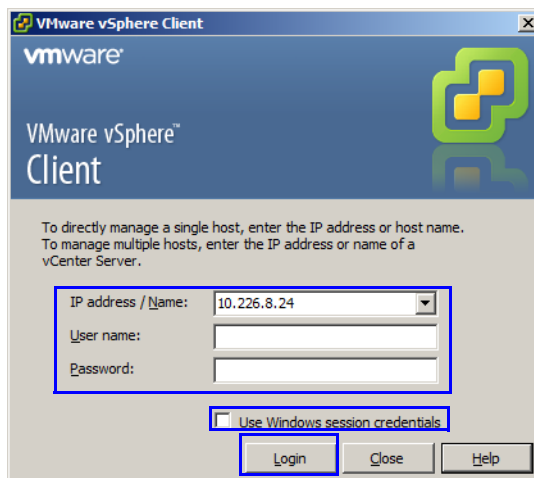 VMware vSphere Client
vmware
VMware vSphere™
Client
To directly manage a single host, enter the IP address or host name.
To manage multiple hosts, enter the IP address or name of a
vCenter Server.
IP address / Name: 10.226.8.24
User name:
Password:
Use Windows session credentials
Login Close Help